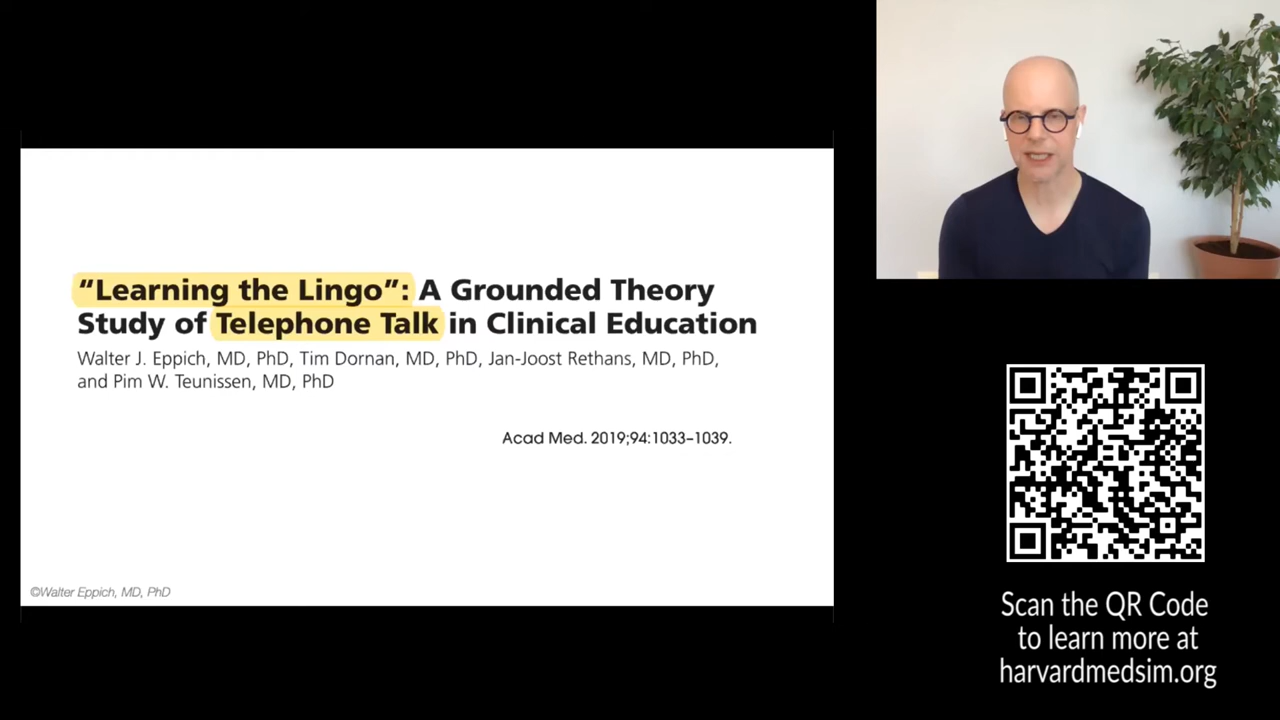 “Learning the Lingo”: A Grounded Theory
Study of Telephone Talk in Clinical Education
Walter J. Eppich, MD, PhD, Tim Dornan, MD, PhD, Jan-Joost Rethans, MD, PhD,
and Pim W. Teunissen, MD, PhD
Acad Med. 2019;94:1033–1039.
©Walter Eppich, MD, PhD
Scan the QR Code
to learn more at
harvardmedsim.org